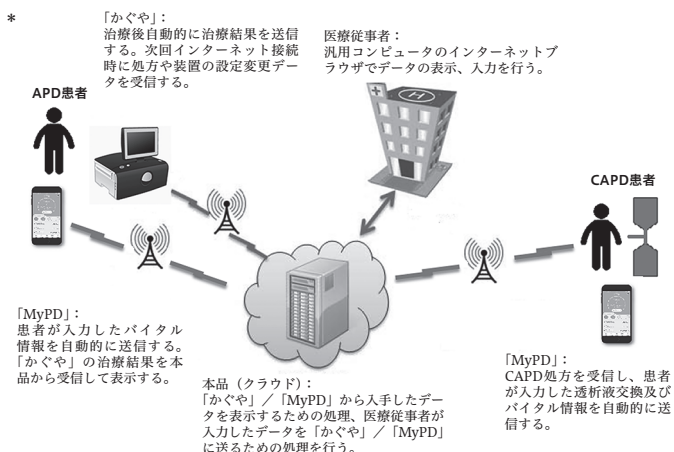 *
「かぐや」：
治療後自動的に治療結果を送信
する。次回インターネット接続
時に処方や装置の設定変更デー
タを受信する。
医療従事者：
汎用コンピュータのインターネットブ
ラウザでデータの表示、入力を行う。
APD患者
H
CAPD患者
「MyPD」：
患者が入力したバイタル
情報を自動的に送信する。
「かぐや」の治療結果を本
品から受信して表示する。
本品（クラウド）：
「かぐや」／「MyPD」から入手したデー
タを表示するための処理、医療従事者が
入力したデータを「かぐや」／「MyPD」
に送るための処理を行う。
「MyPD」：
CAPD処方を受信し、患者
が入力した透析液交換及び
バイタル情報を自動的に送
信する。